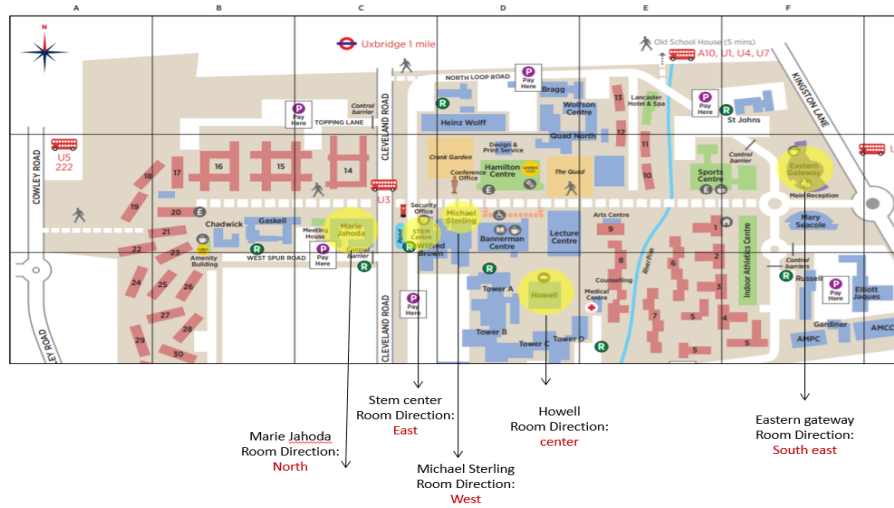 A
B
C
D
E
F
N
Uxbridge 1 mile
Old School House (5 mins)
A10, U1, U4, U7
KINGSTON LANE
CLEVELAND ROAD
NORTH LOOP ROAD
P
Pay
Here
Bragg
Wolfson
Centre
Lancaster
Hotel & Spa
13
P
Pay
Here
R
St Johns
P
Pay
Here
Control
barrier
TOPPING LANE
R
Heinz Wolff
Quad North
12
11
10
COWLEY ROAD
U5
222
18
17
16
15
14
19
20
Crank Garden
Design &
Print Service
Hamilton
Centre
The Quad
Conference
Office
Sports
Centre
Control
barrier
Eastern
Gateway
Main Reception
U3
Security
Office
Michael
Sterling
STEM
Centre
Pond
Wilfred
Brown
Marie
Jahoda
Meeting
House
Control
barrier
Chadwick
Gaskell
21
22
23
Amenity
Building
R
WEST SPUR ROAD
P
Pay
Here
R
Bannerman
Lecture
Centre
Arts Centre
9
8
1
2
3
Mary
Seacole
Indoor Athletics Centre
Control
barriers
Russell
P
Pay
Here
Elliott
Jaques
24
25
26
27
28
29
30
CLEVELAND ROAD
P
Pay
Here
R
Tower A
Howell
Counselling
Medical
Centre
6
7
4
5
5
5
Tower B
Tower C
Tower D
R
Gardiner
AMPC
AMCC
Stem center
Room Direction:
East
Howell
Room Direction:
center
Eastern gateway
Room Direction:
South east
Marie Jahoda
Room Direction:
North
Michael Sterling
Room Direction:
West